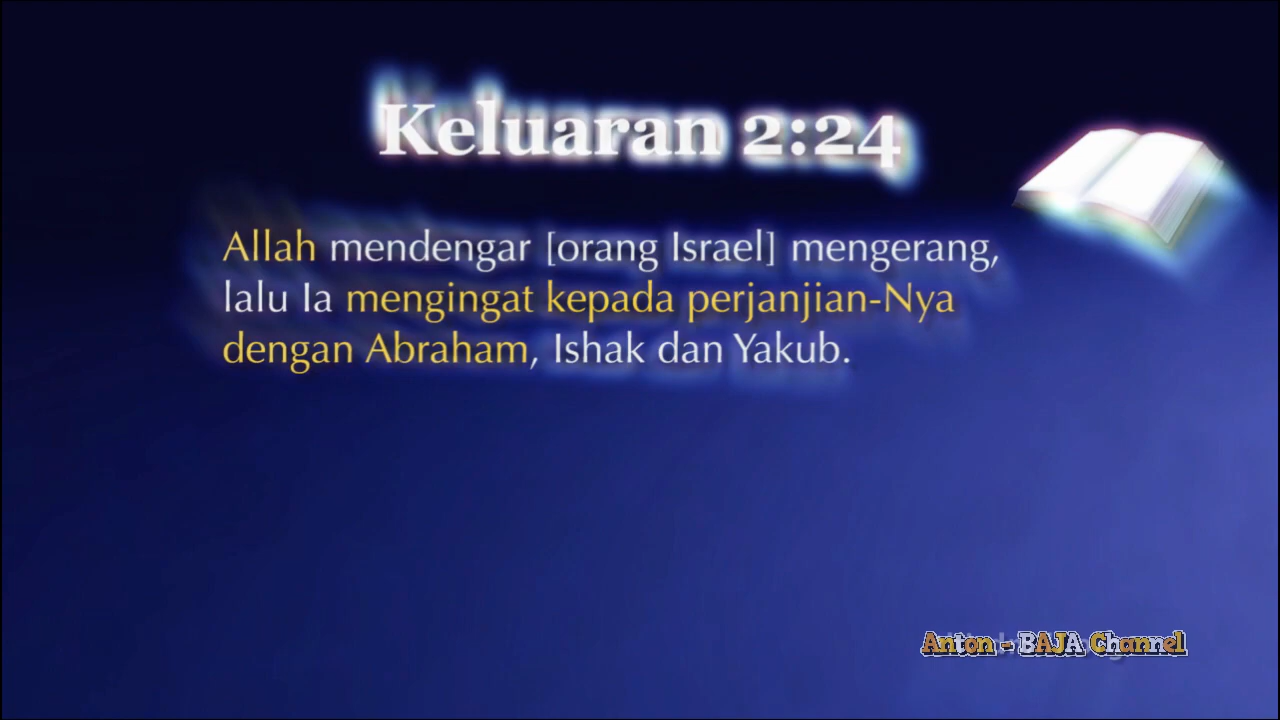 Keluaran 2:24
Allah mendengar [orang Israel] mengerang,
lalu Ia mengingat kepada perjanjian-Nya
dengan Abraham, Ishak dan Yakub.
Anton - BAJA Channel